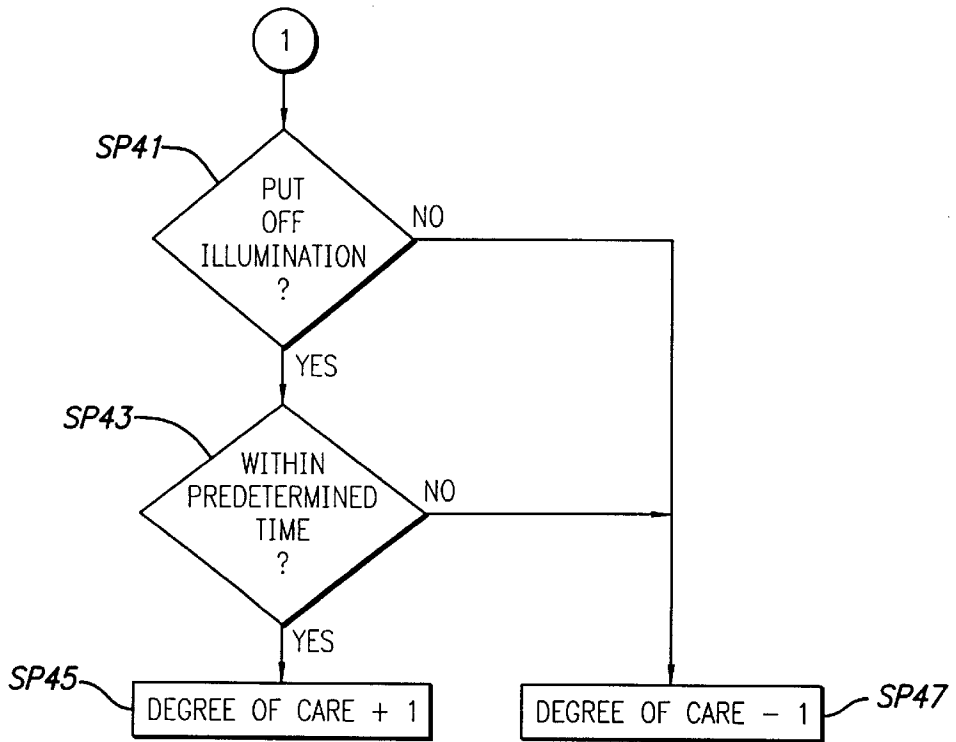 1
SP41
PUT
OFF
ILLUMINATION
?
NO
YES
SP43
WITHIN
PREDETERMINED
TIME
?
NO
YES
SP45
DEGREE OF CARE + 1
DEGREE OF CARE - 1
SP47